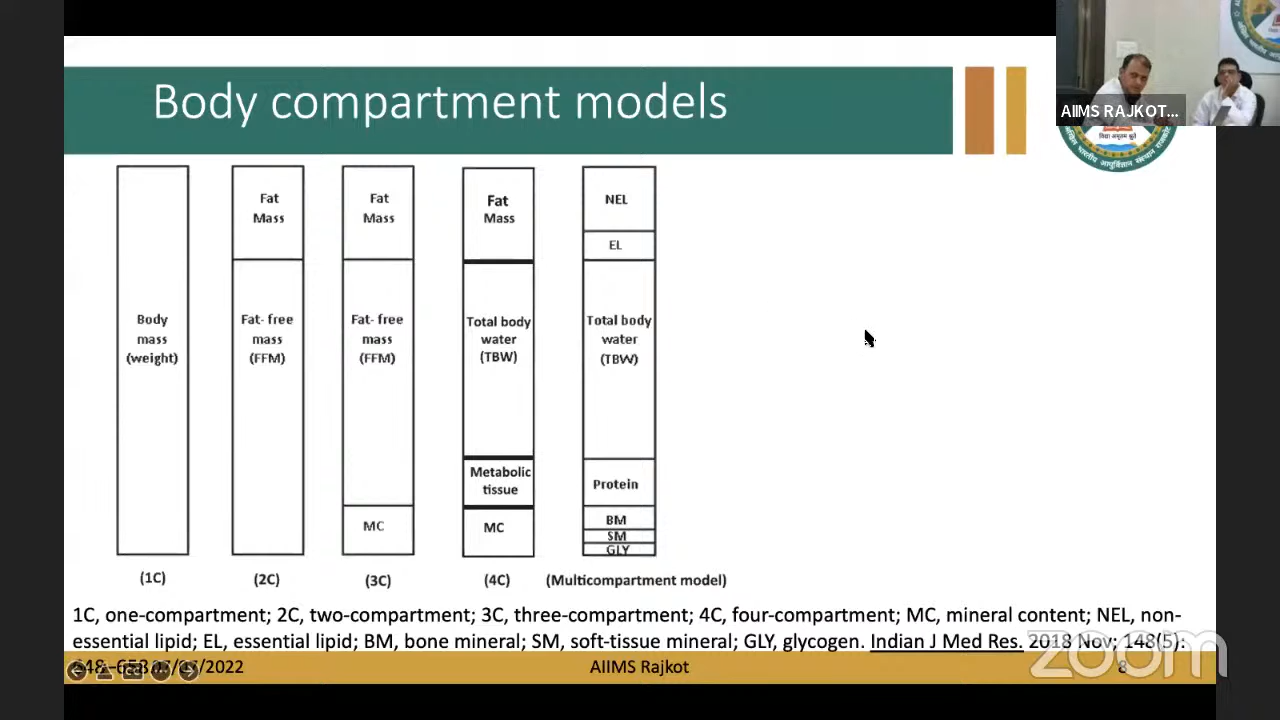 Body compartment models
AIIMS RAJKOT...
Body
mass
(weight)
(1C)
Fat
Mass
Fat- free
mass
(FFM)
(2C)
Fat
Mass
Fat- free
mass
(FFM)
MC
(3C)
Fat
Mass
Total body
water
(TBW)
Metabolic
tissue
MC
(4C)
NEL
EL
Total body
water
(TBW)
Protein
BM
SM
GLY
(Multicompartment model)
1C, one-compartment; 2C, two-compartment; 3C, three-compartment; 4C, four-compartment; MC, mineral content; NEL, non-
essential lipid; EL, essential lipid; BM, bone mineral; SM, soft-tissue mineral; GLY, glycogen. Indian J Med Res. 2018 Nov; 148(5):
/2022
AIIMS Rajkot
8
zoom